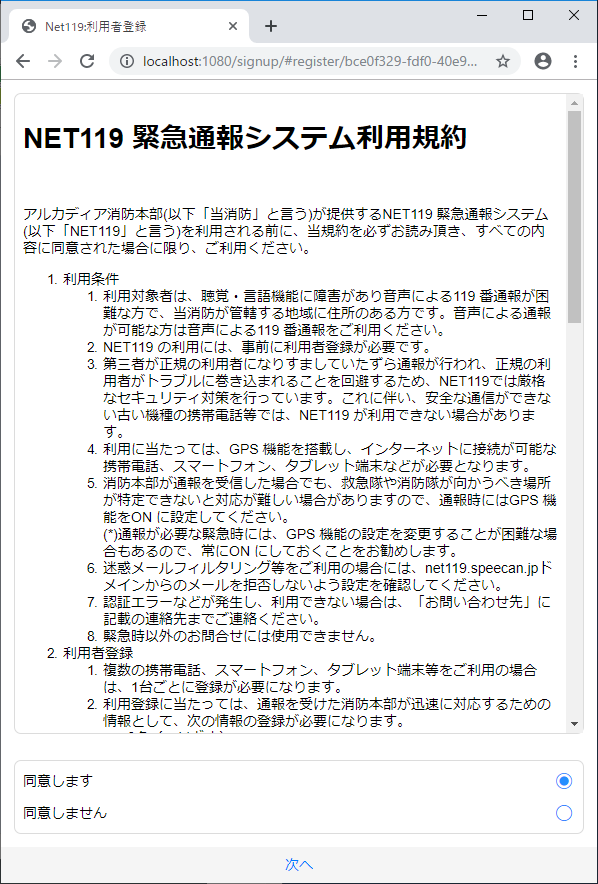 Net119:利用者登録
localhost:1080/signup/#register/bce0f329-fdf0-40e9...
NET119 緊急通報システム利用規約
アルカディア消防本部(以下「当消防」と言う)が提供するNET119 緊急通報システム
(以下「NET119」と言う)を利用される前に、当規約を必ずお読み頂き、すべての内
容に同意された場合に限り、ご利用ください。
1. 利用条件
1. 利用対象者は、聴覚・言語機能に障害があり音声による119 番通報が困
難な方で、当消防が管轄する地域に住所のある方です。音声による通報
が可能な方は音声による119 番通報をご利用ください。
2. NET119 の利用には、事前に利用者登録が必要です。
3. 第三者が正規の利用者になりすましていたずら通報が行われ、正規の利
用者がトラブルに巻き込まれることを回避するため、NET119では厳格
なセキュリティ対策を行っています。これに伴い、安全な通信ができな
い古い機種の携帯電話等では、NET119 が利用できない場合がありま
す。
4. 利用に当たっては、GPS 機能を搭載し、インターネットに接続が可能な
携帯電話、スマートフォン、タブレット端末などが必要となります。
5. 消防本部が通報を受信した場合でも、救急隊や消防隊が向かうべき場所
が特定できないと対応が難しい場合がありますので、通報時にはGPS 機
能をON に設定してください。
(*)通報が必要な緊急時には、GPS 機能の設定を変更することが困難な場
合もあるので、常にON にしておくことをお勧めします。
6. 迷惑メールフィルタリング等をご利用の場合には、net119.speecan.jpド
メインからのメールを拒否しないよう設定を確認してください。
7. 認証エラーなどが発生し、利用できない場合は、「お問い合わせ先」に
記載の連絡先までご連絡ください。
8. 緊急時以外のお問合せには使用できません。
2. 利用者登録
1. 複数の携帯電話、スマートフォン、タブレット端末等をご利用の場合
は、1台ごとに登録が必要になります。
2. 利用登録に当たっては、通報を受けた消防本部が迅速に対応するための
情報として、次の情報の登録が必要になります。
同意します
同意しません
次へ